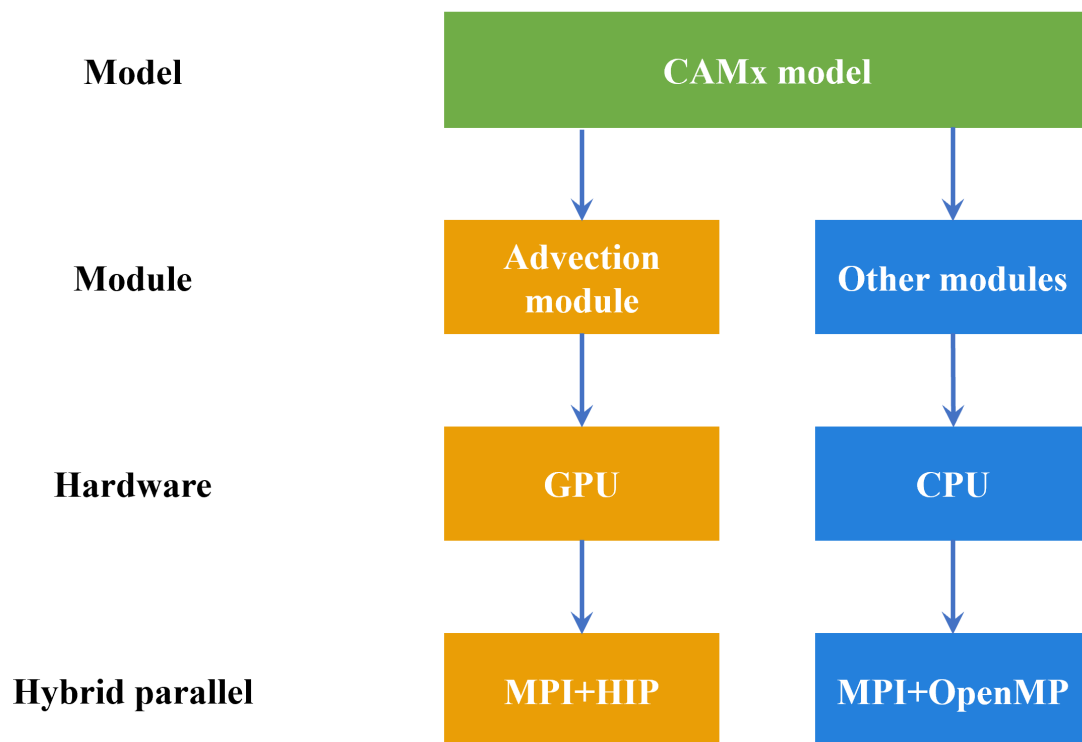 Model
CAMx model
Module
Advection
module
Other modules
Hardware
GPU
CPU
Hybrid parallel
MPI+HIP
MPI+OpenMP